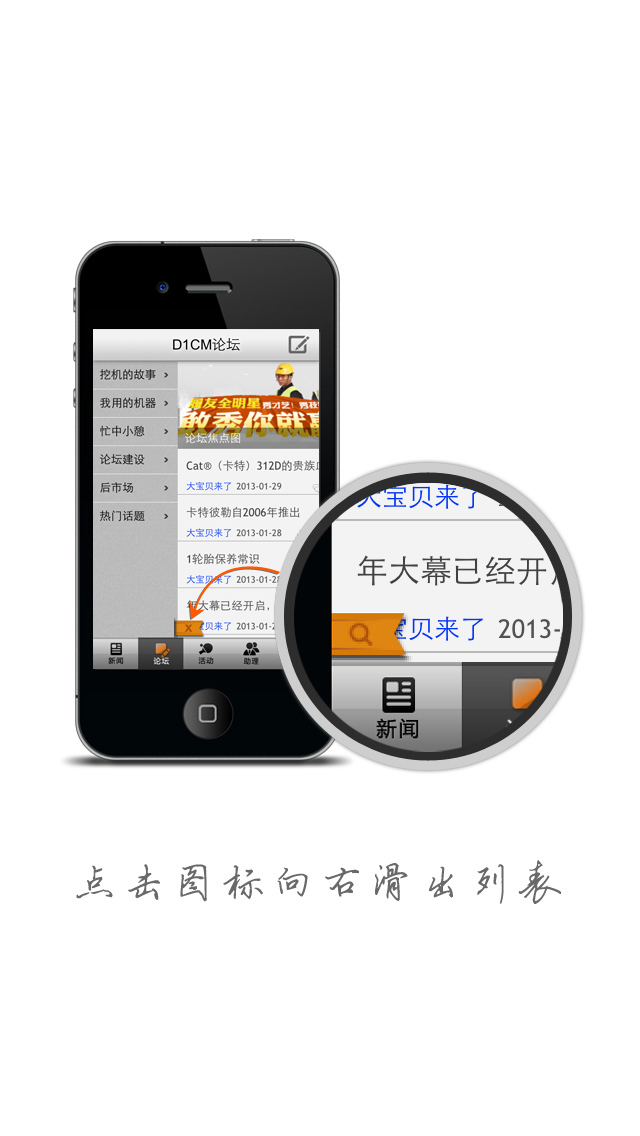 D1CM论坛
挖机的故事
我用的机器
忙中小憩
论坛建设
后市场
热门话题
网友全明星 秀才艺!
敢秀你就
论坛焦点图
Cat®（卡特）312D的贵族
大宝贝来了 2013-01-29
卡特彼勒自2006年推出
大宝贝来了 2013-01-28
1轮胎保养常识
大宝贝来了 2013-01-28
年大幕已经开启，
宝贝来了 2013-01-2
X
新闻
论坛
活动
助理
大宝贝来了
年大幕已经开
宝贝来了 2013-
新闻
点击图标向右滑出列表